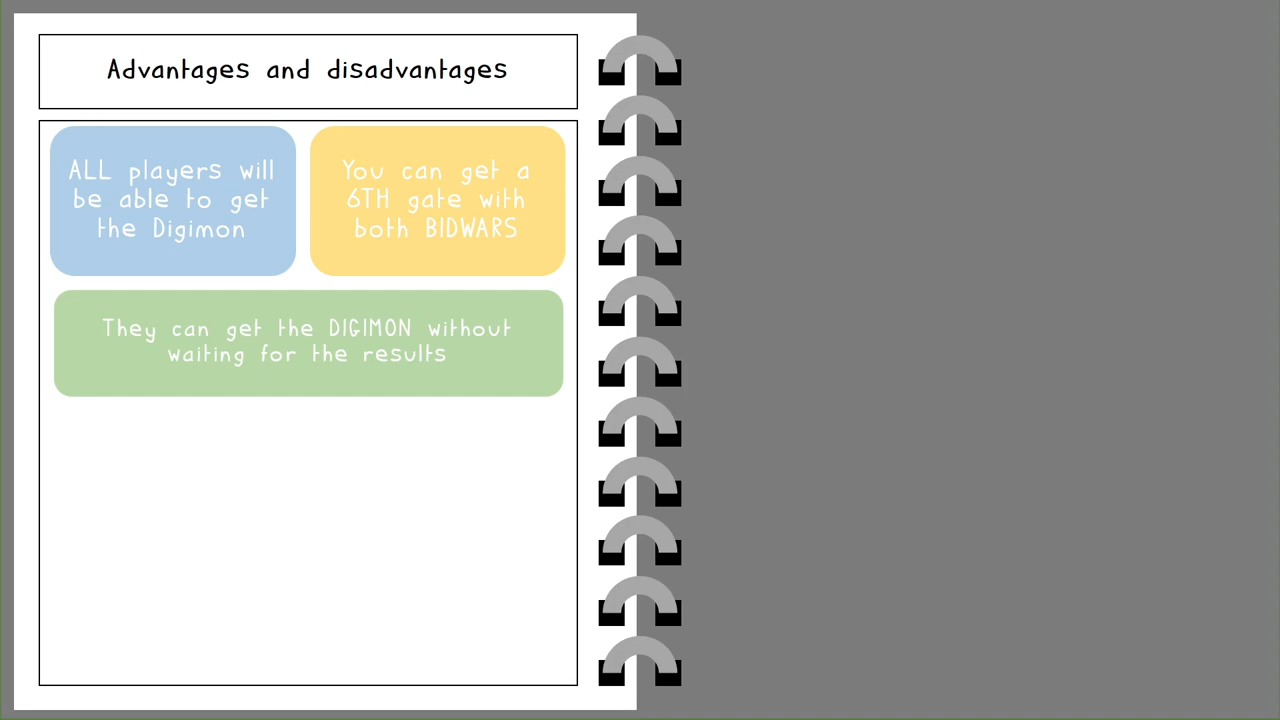 Advantages and disadvantages
ALL players will
be able to get
the Digimon
You can get a
6TH gate with
both BIDWARS
They can get the DIGIMON without
waiting for the results